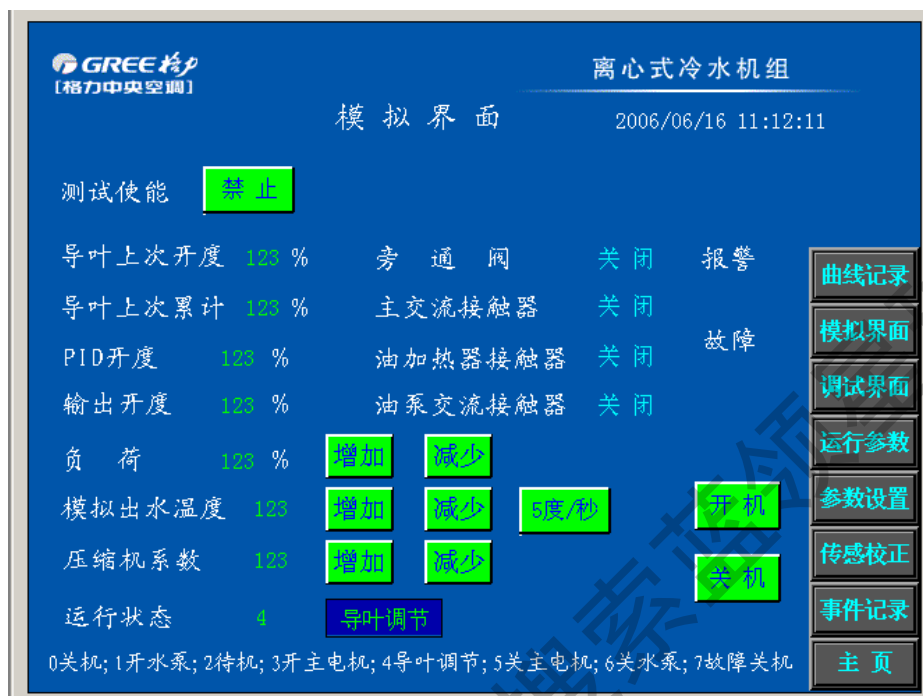 GREE格力
[格力中央空调]
离心式冷水机组
模拟界面
2006/06/16 11:12:11
测试使能 禁止
导叶上次开度 123 % 旁通阀 关闭 报警
曲线记录
导叶上次累计 123 % 主交流接触器 关闭
模拟界面
故障
PID开度 123 % 油加热器接触器 关闭
调试界面
输出开度 123 % 油泵交流接触器 关闭
运行参数
负荷 123 % 增加 减少
参数设置
模拟出水温度 123 增加 减少 5度/秒 开机
传感校正
压缩机系数 123 增加 减少 关机
事件记录
运行状态 4 导叶调节
0关机;1开水泵;2待机;3开主电机;4导叶调节;5关主电机;6关水泵;7故障关机
主页
搜索蓝领